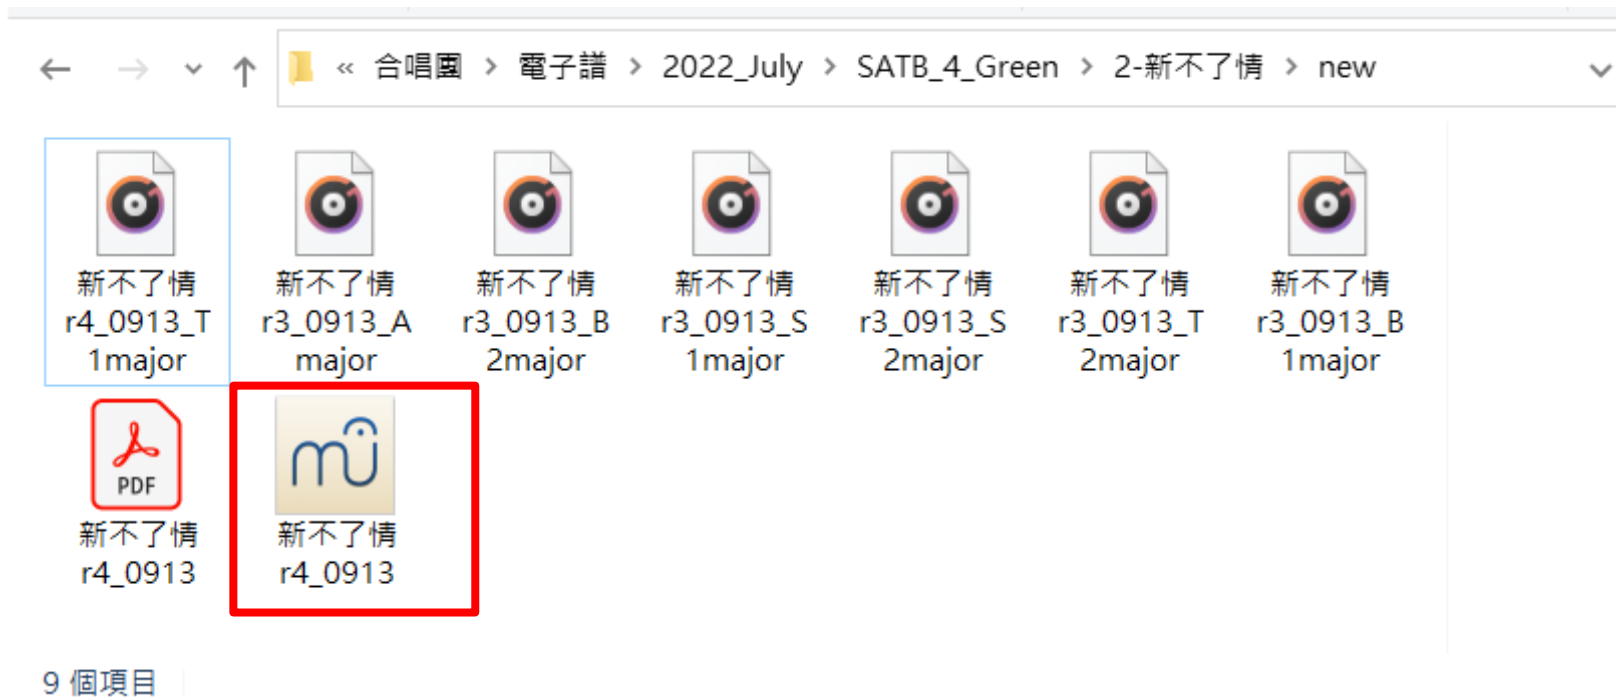 « 合唱團 > 電子譜 > 2022_July > SATB_4_Green > 2-新不了情 > new
新不了情
r4_0913_T
1major
新不了情
r3_0913_A
major
新不了情
r3_0913_B
2major
新不了情
r3_0913_S
1major
新不了情
r3_0913_S
2major
新不了情
r3_0913_T
2major
新不了情
r3_0913_B
1major
PDF
新不了情
r4_0913
mu
新不了情
r4_0913
9 個項目